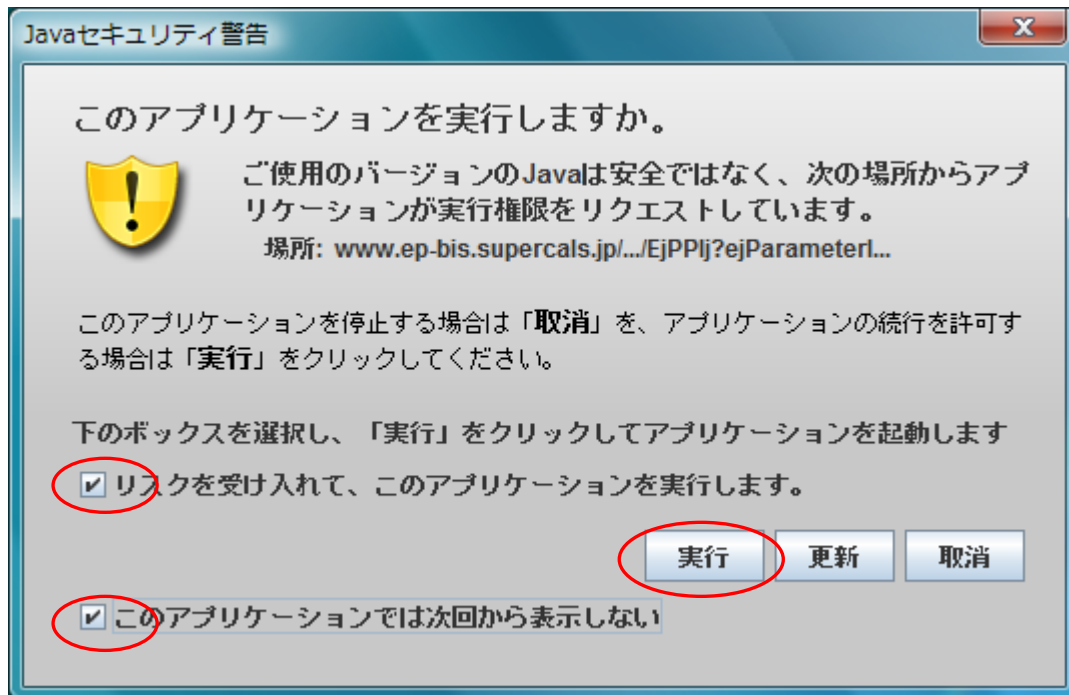 Javaセキュリティ警告
このアプリケーションを実行しますか。
ご使用のバージョンのJavaは安全ではなく、次の場所からアプ
リケーションが実行権限をリクエストしています。
場所: www.ep-bis.supercals.jp/.../EjPPIj?ejParameterI...
このアプリケーションを停止する場合は「取消」を、アプリケーションの続行を許可す
る場合は「実行」をクリックしてください。
下のボックスを選択し、「実行」をクリックしてアプリケーションを起動します
リスクを受け入れて、このアプリケーションを実行します。
実行 更新 取消
このアプリケーションでは次回から表示しない